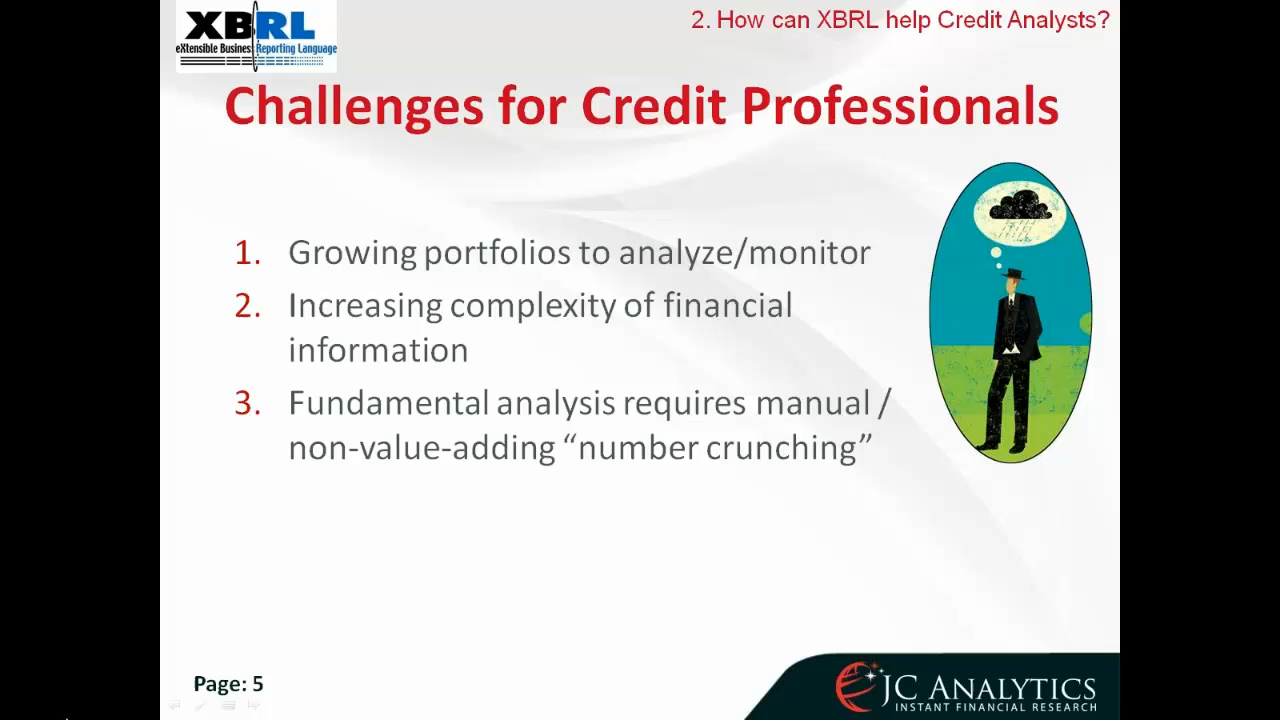 XBRL
eXtensible Business Reporting Language
2. How can XBRL help Credit Analysts?
Challenges for Credit Professionals
1. Growing portfolios to analyze/monitor
2. Increasing complexity of financial
information
3. Fundamental analysis requires manual /
non-value-adding “number crunching”
Page: 5
JC ANALYTICS
INSTANT FINANCIAL RESEARCH